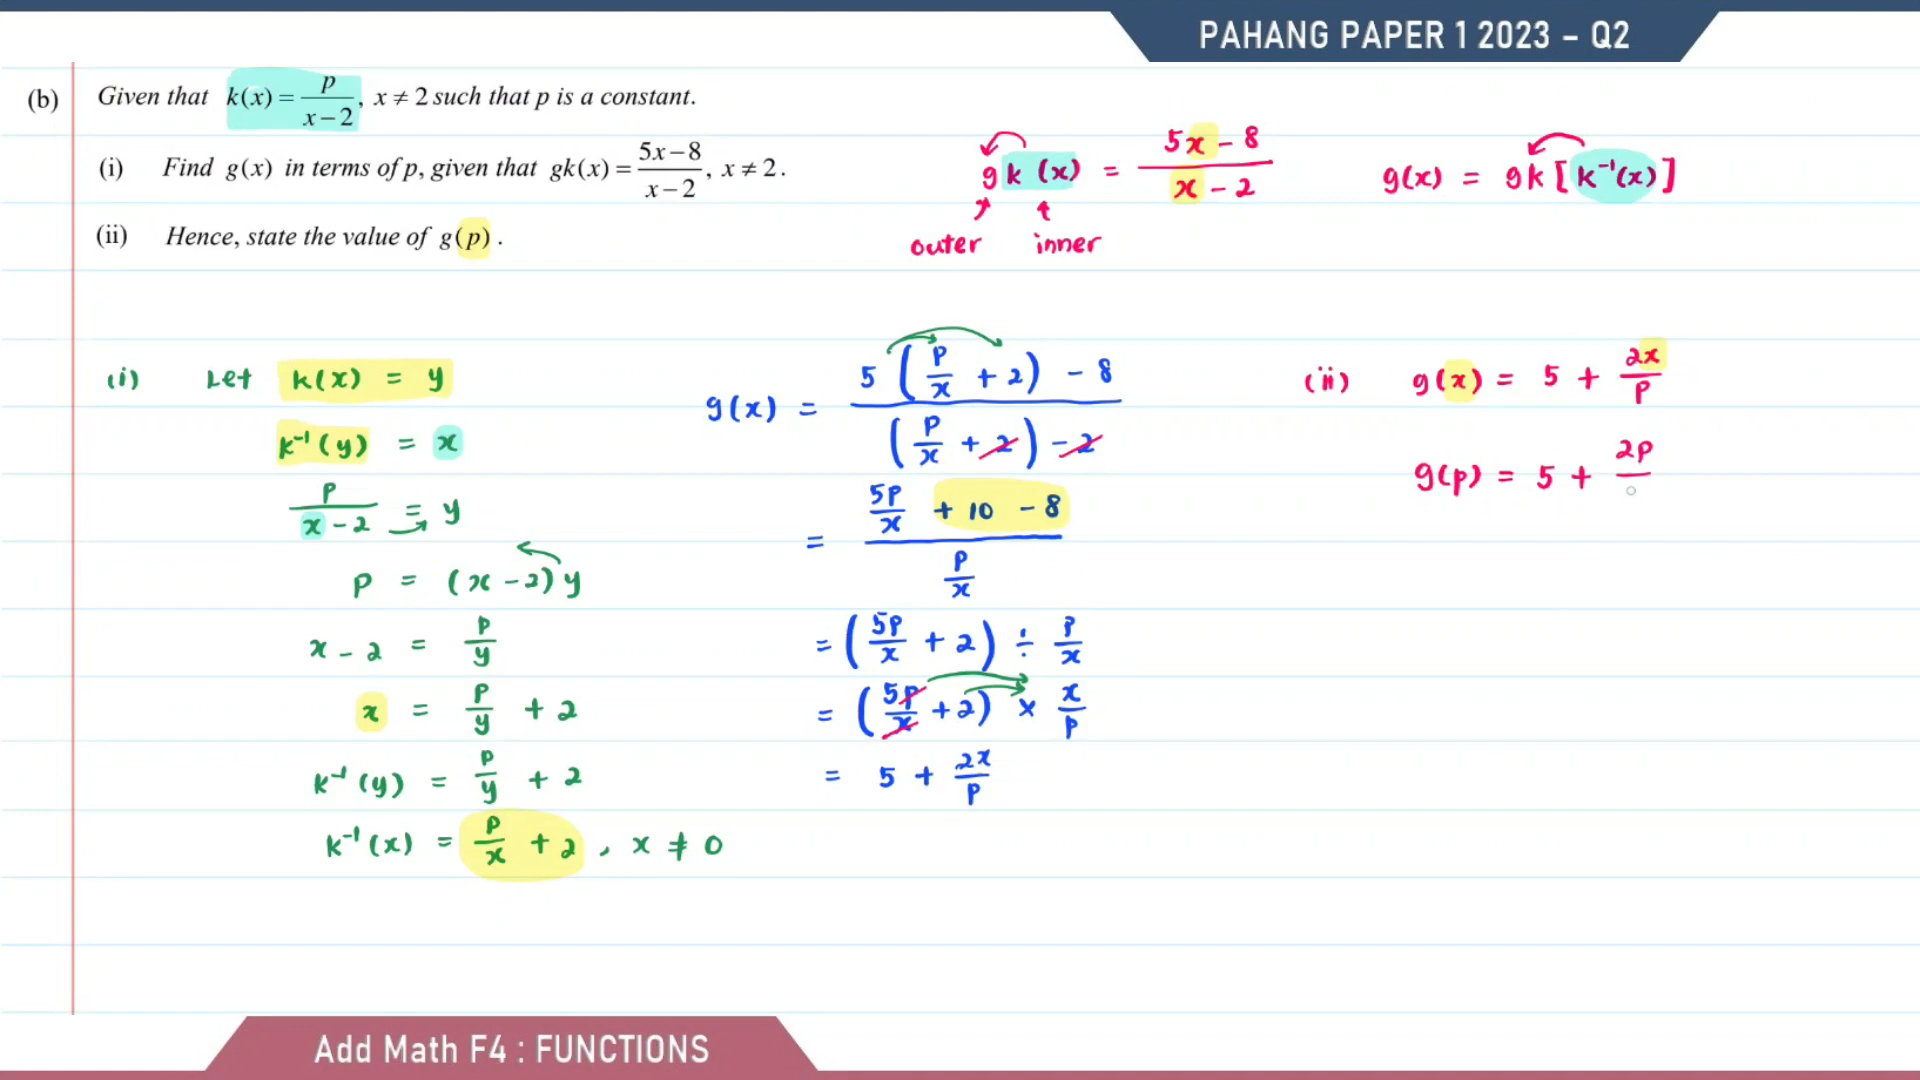 PAHANG PAPER 1 2023 – Q2
(b) Given that k(x) = p/(x−2), x ≠ 2 such that p is a constant.
(i) Find g(x) in terms of p, given that gk(x) = (5x−8)/(x−2), x ≠ 2.
(ii) Hence, state the value of g(p).
gk(x) = (5x − 8)/(x − 2)
outer inner
g(x) = gk[k⁻¹(x)]
(i) Let k(x) = y
k⁻¹(y) = x
p/(x − 2) = y
p = (x − 2)y
x − 2 = p/y
x = p/y + 2
k⁻¹(y) = p/y + 2
k⁻¹(x) = p/x + 2, x ≠ 0
g(x) = (5(p/x + 2) − 8)/((p/x + 2) − 2)
= (5p/x + 10 − 8)/(p/x)
= (5p/x + 2) ÷ p/x
= (5p/x + 2) × x/p
= 5 + 2x/p
(ii) g(x) = 5 + 2x/p
g(p) = 5 + 2p/
Add Math F4 : FUNCTIONS